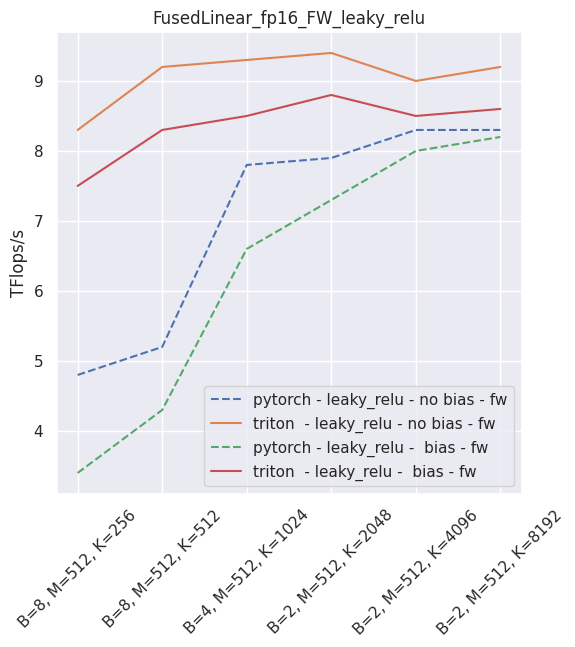 FusedLinear_fp16_FW_leaky_relu
TFlops/s
9
8
7
6
5
4
pytorch - leaky_relu - no bias - fw
triton  - leaky_relu - no bias - fw
pytorch - leaky_relu -  bias - fw
triton  - leaky_relu -  bias - fw
B=8, M=512, K=256
B=8, M=512, K=512
B=4, M=512, K=1024
B=2, M=512, K=2048
B=2, M=512, K=4096
B=2, M=512, K=8192